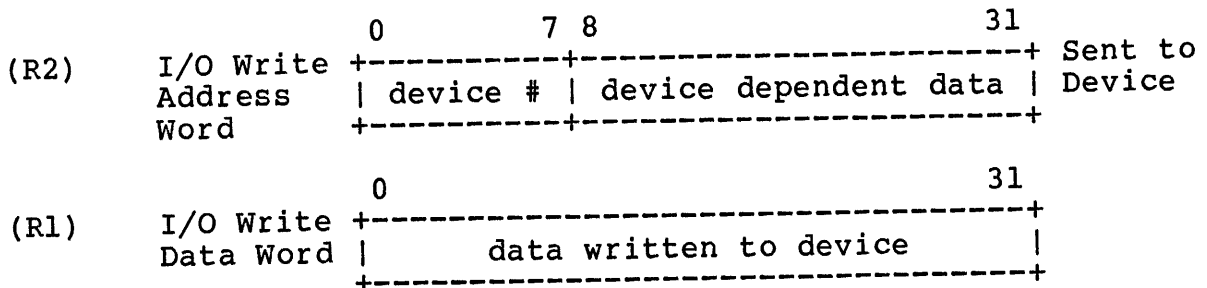 0 7 8 31
(R2) I/O Write +----------+-----------------------+ Sent to
Address | device # | device dependent data | Device
Word +----------+-----------------------+
0 31
(R1) I/O Write +----------------------------------+
Data Word | data written to device |
+----------------------------------+